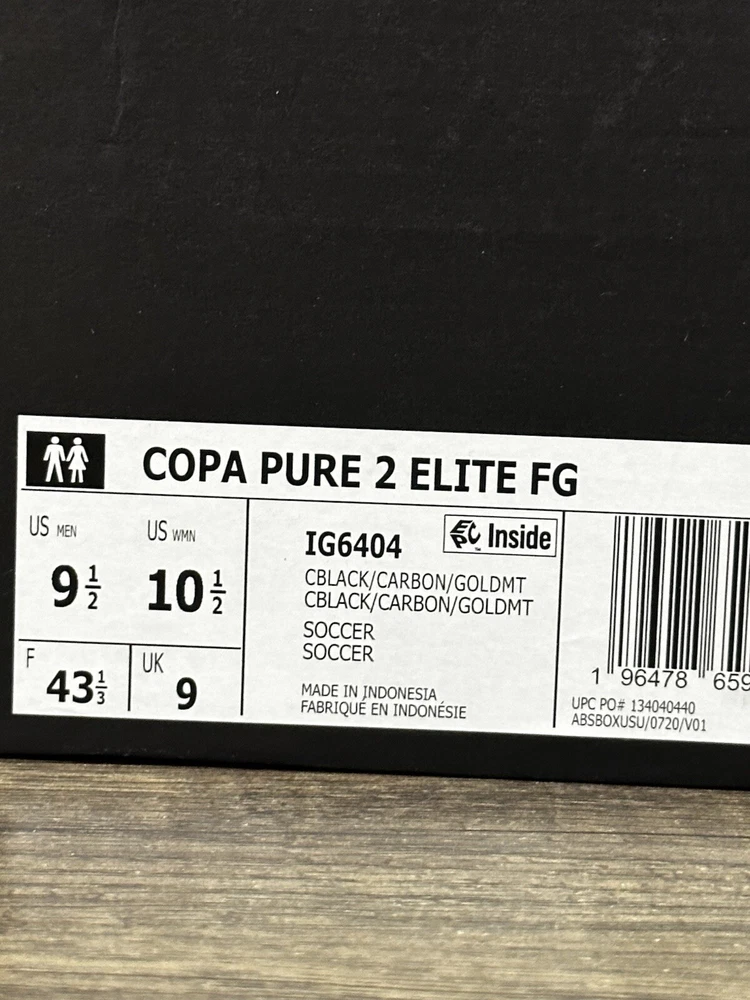 COPA PURE 2 ELITE FG
US MEN
9 1/2
US WMN
10 1/2
F
43 1/3
UK
9
IG6404
EPC Inside
CBLACK/CARBON/GOLDMT
CBLACK/CARBON/GOLDMT
SOCCER
SOCCER
MADE IN INDONESIA
FABRIQUÉ EN INDONÉSIE
1 96478 659
UPC PO# 134040440
ABSBOXUSU/0720/V01